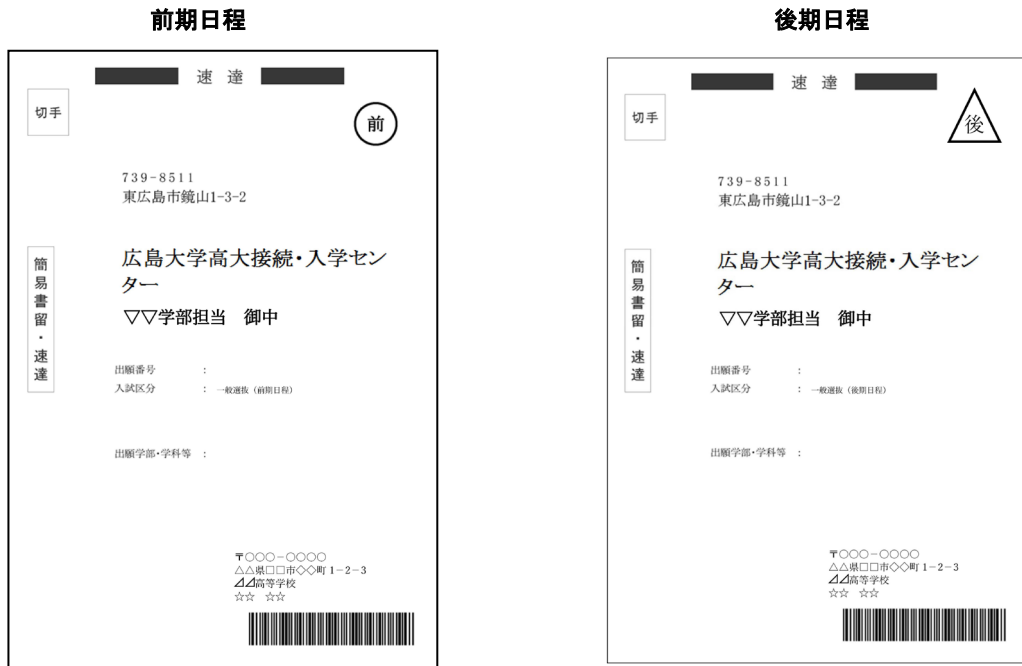 前期日程
速 達
切手
前
739-8511
東広島市鏡山1-3-2
広島大学高大接続・入学セン
ター
▽▽学部担当　御中
簡易書留・速達
出願番号　：
入試区分　：　一般選抜（前期日程）
出願学部・学科等　：
〒○○○－○○○○
△△県□□市◇◇町１－２－３
⊿⊿高等学校
☆☆　☆☆
後期日程
速 達
切手
後
739-8511
東広島市鏡山1-3-2
広島大学高大接続・入学セン
ター
▽▽学部担当　御中
簡易書留・速達
出願番号　：
入試区分　：　一般選抜（後期日程）
出願学部・学科等　：
〒○○○－○○○○
△△県□□市◇◇町１－２－３
⊿⊿高等学校
☆☆　☆☆